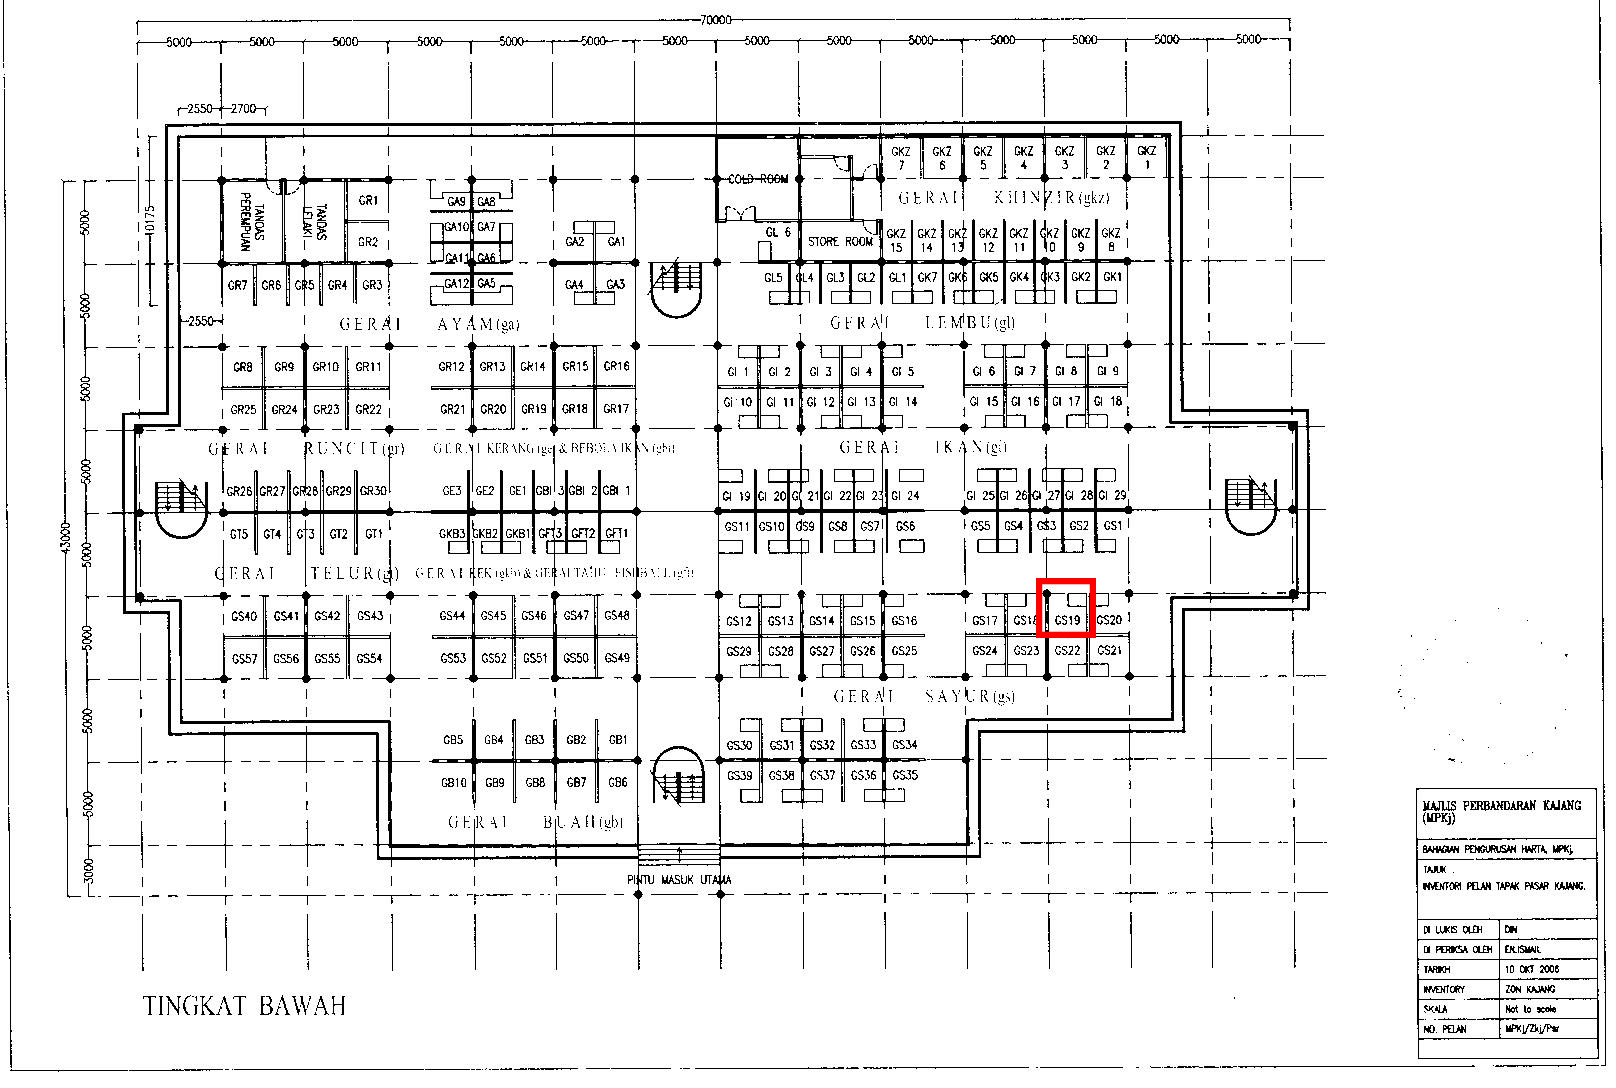 70000
5000 5000 5000 5000 5000 5000 5000 5000 5000 5000 5000 5000 5000 5000
2550 2700
GKZ 7 GKZ 6 GKZ 5 GKZ 4 GKZ 3 GKZ 2 GKZ 1
COLD ROOM
GERAI KHINZIR(gkz)
TANDAS PEREMPUAN
TANDAS LELAKI
GR1
GR2
GA9 GA8
GA10 GA7
GA11 GA6
GA12 GA5
GA2 GA1
GA4 GA3
GL 6
STORE ROOM
GKZ 15 GKZ 14 GKZ 13 GKZ 12 GKZ 11 GKZ 10 GKZ 9 GKZ 8
GR7 GR6 GR5 GR4 GR3
GL5 GL4 GL3 GL2 GL1 GK7 GK6 GK5 GK4 GK3 GK2 GK1
10175
2550
GERAI AYAM(ga)
GERAI LEMBU(gl)
GR8 GR9 GR10 GR11 GR12 GR13 GR14 GR15 GR16
GI 1 GI 2 GI 3 GI 4 GI 5 GI 6 GI 7 GI 8 GI 9
GR25 GR24 GR23 GR22 GR21 GR20 GR19 GR18 GR17
GI 10 GI 11 GI 12 GI 13 GI 14 GI 15 GI 16 GI 17 GI 18
GERAI RUNCIT(gr)
GERAI KERANG(ge) & BEBOLA IKAN(gbi)
GERAI IKAN(gi)
GR26 GR27 GR28 GR29 GR30 GE3 GE2 GE1 GBI 3 GBI 2 GBI 1
GI 19 GI 20 GI 21 GI 22 GI 23 GI 24 GI 25 GI 26 GI 27 GI 28 GI 29
GT5 GT4 GT3 GT2 GT1 GKB3 GKB2 GKB1 GFT3 GFT2 GFT1
GS11 GS10 GS9 GS8 GS7 GS6 GS5 GS4 GS3 GS2 GS1
GERAI TELUR(gt)
GERAI KEK(gkb) & GERAI TAUHU FISHBALL(gft)
GS40 GS41 GS42 GS43 GS44 GS45 GS46 GS47 GS48
GS12 GS13 GS14 GS15 GS16 GS17 GS18 GS19 GS20
GS57 GS56 GS55 GS54 GS53 GS52 GS51 GS50 GS49
GS29 GS28 GS27 GS26 GS25 GS24 GS23 GS22 GS21
GERAI SAYUR(gs)
GB5 GB4 GB3 GB2 GB1
GS30 GS31 GS32 GS33 GS34
GB10 GB9 GB8 GB7 GB6
GS39 GS38 GS37 GS36 GS35
GERAI BUAH(gb)
PINTU MASUK UTAMA
43000
5000 5000 5000 5000 5000 5000 5000 5000 3000
TINGKAT BAWAH
MAJLIS PERBANDARAN KAJANG
(MPKj)
BAHAGIAN PENGURUSAN HARTA, MPKj.
TAJUK :
INVENTORI PELAN TAPAK PASAR KAJANG.
DI LUKIS OLEH DIN
DI PERIKSA OLEH EN.ISMAIL
TARIKH 10 OKT 2006
INVENTORY ZON KAJANG
SKALA Not to scale
NO. PELAN MPKj/Zkj/Psr